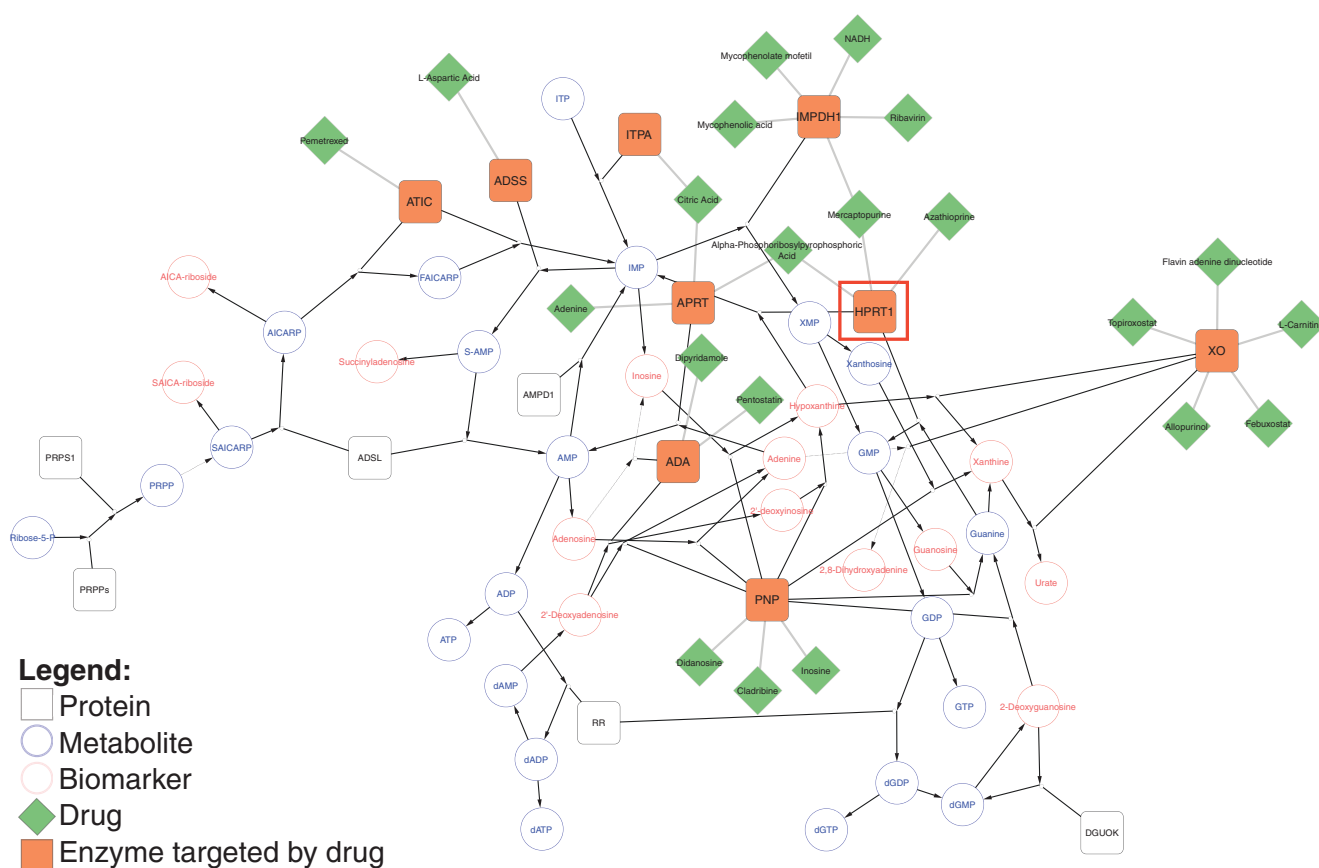 NADH
Mycophenolate mofetil
L-Aspartic Acid
ITP
Mycophenolic acid
IMPDH1
Ribavirin
ITPA
Pemetrexed
ADSS
ATIC
Citric Acid
Mercaptopurine
Azathioprine
Alpha-Phosphoribosylpyrophosphoric
Acid
Flavin adenine dinucleotide
AICA-riboside
FAICARP
IMP
Adenine
APRT
HPRT1
XMP
Topiroxostat
L-Carnitin
AICARP
S-AMP
Succinyladenosine
Dipyridamole
Xanthosine
XO
SAICA-riboside
Inosine
AMPD1
Pentostatin
Hypoxanthine
Allopurinol
Febuxostat
SAICARP
PRPS1
ADSL
AMP
ADA
Adenine
GMP
Xanthine
PRPP
2'-deoxyinosine
Ribose-5-P
Adenosine
Guanosine
Guanine
2,8-Dihydroxyadenine
Urate
PRPPs
ADP
2'-Deoxyadenosine
PNP
GDP
ATP
Didanosine
Cladribine
Inosine
dAMP
RR
GTP
2-Deoxyguanosine
dADP
dGDP
dGMP
dATP
dGTP
DGUOK
Legend:
Protein
Metabolite
Biomarker
Drug
Enzyme targeted by drug